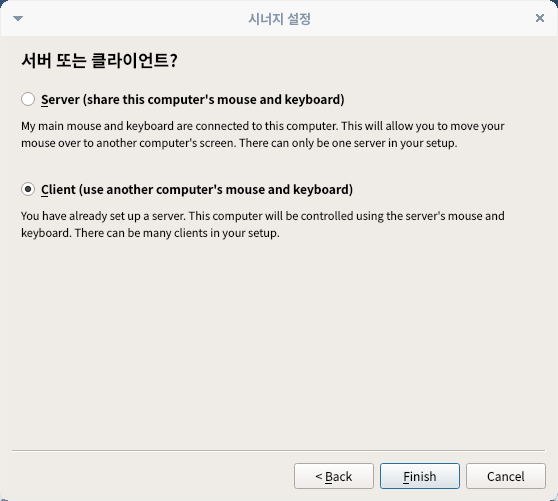 시너지 설정
서버 또는 클라이언트?
Server (share this computer's mouse and keyboard)
My main mouse and keyboard are connected to this computer. This will allow you to move your
mouse over to another computer's screen. There can only be one server in your setup.
Client (use another computer's mouse and keyboard)
You have already set up a server. This computer will be controlled using the server's mouse and
keyboard. There can be many clients in your setup.
< Back
Finish
Cancel